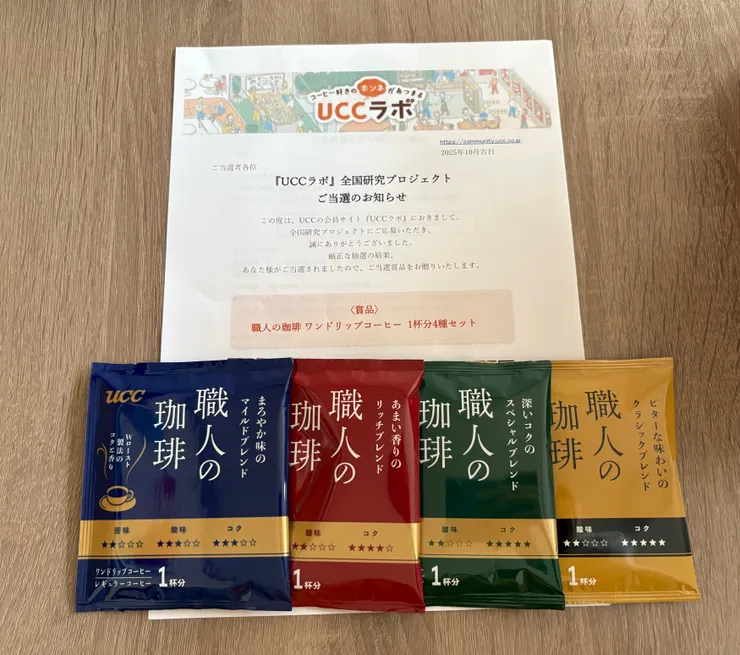 コーヒー好きのホンネがあつまる
UCCラボ
https://community.ucc.co.jp
2025年10月吉日
ご当選者各位
『UCCラボ』全国研究プロジェクト
ご当選のお知らせ
この度は、UCCの会員サイト『UCCラボ』におきまして、
全国研究プロジェクトにご応募いただき、
誠にありがとうございました。
厳正な抽選の結果、
あなた様がご当選されましたので、ご当選賞品をお贈りいたします。
〈賞品〉
職人の珈琲 ワンドリップコーヒー 1杯分4種セット
UCC
まろやか味の
マイルドブレンド
職人の
珈琲
Wロースト
製法の
コクと香り
苦味 酸味 コク
★★☆☆☆ ★★★☆☆ ★★★☆☆
ワンドリップコーヒー
レギュラーコーヒー
1杯分
あまい香りの
リッチブレンド
職人の
珈琲
酸味 コク
★★☆☆☆ ★★★★☆
1杯分
深いコクの
スペシャルブレンド
職人の
珈琲
酸味 コク
★★☆☆☆ ★★★★★
1杯分
ビターな味わいの
クラシックブレンド
職人の
珈琲
酸味 コク
★★☆☆☆ ★★★★★
1杯分